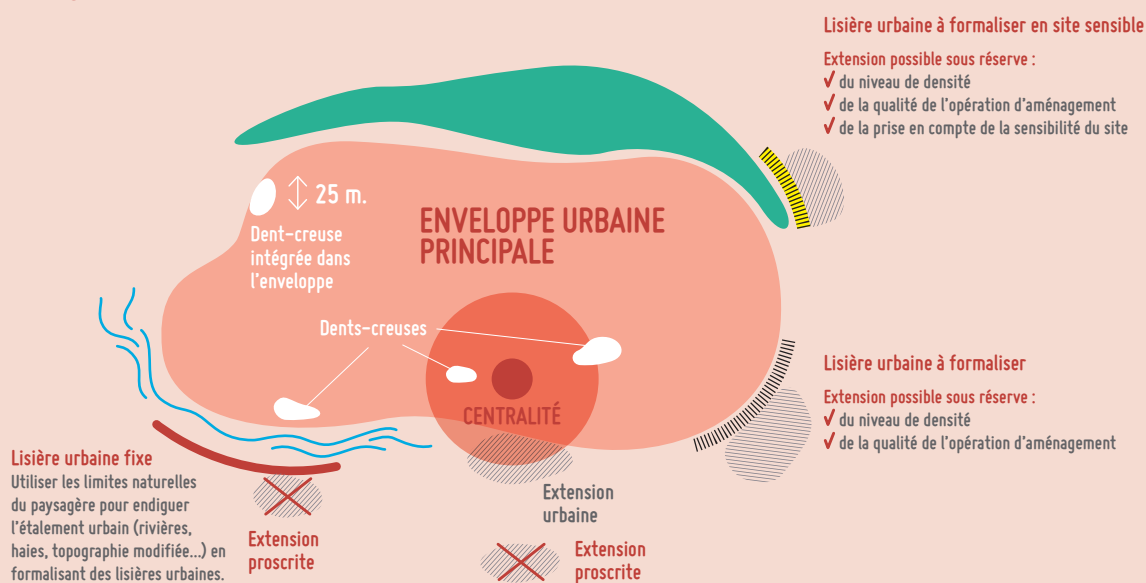 Lisière urbaine à formaliser en site sensible
Extension possible sous réserve :
✓ du niveau de densité
✓ de la qualité de l'opération d'aménagement
✓ de la prise en compte de la sensibilité du site
25 m.
ENVELOPPE URBAINE
PRINCIPALE
Dent-creuse
intégrée dans
l'enveloppe
Dents-creuses
CENTRALITÉ
Lisière urbaine à formaliser
Extension possible sous réserve :
✓ du niveau de densité
✓ de la qualité de l'opération d'aménagement
Lisière urbaine fixe
Utiliser les limites naturelles
du paysagère pour endiguer
l'étalement urbain (rivières,
haies, topographie modifiée...) en
formalisant des lisières urbaines.
Extension
proscrite
Extension
urbaine
Extension
proscrite